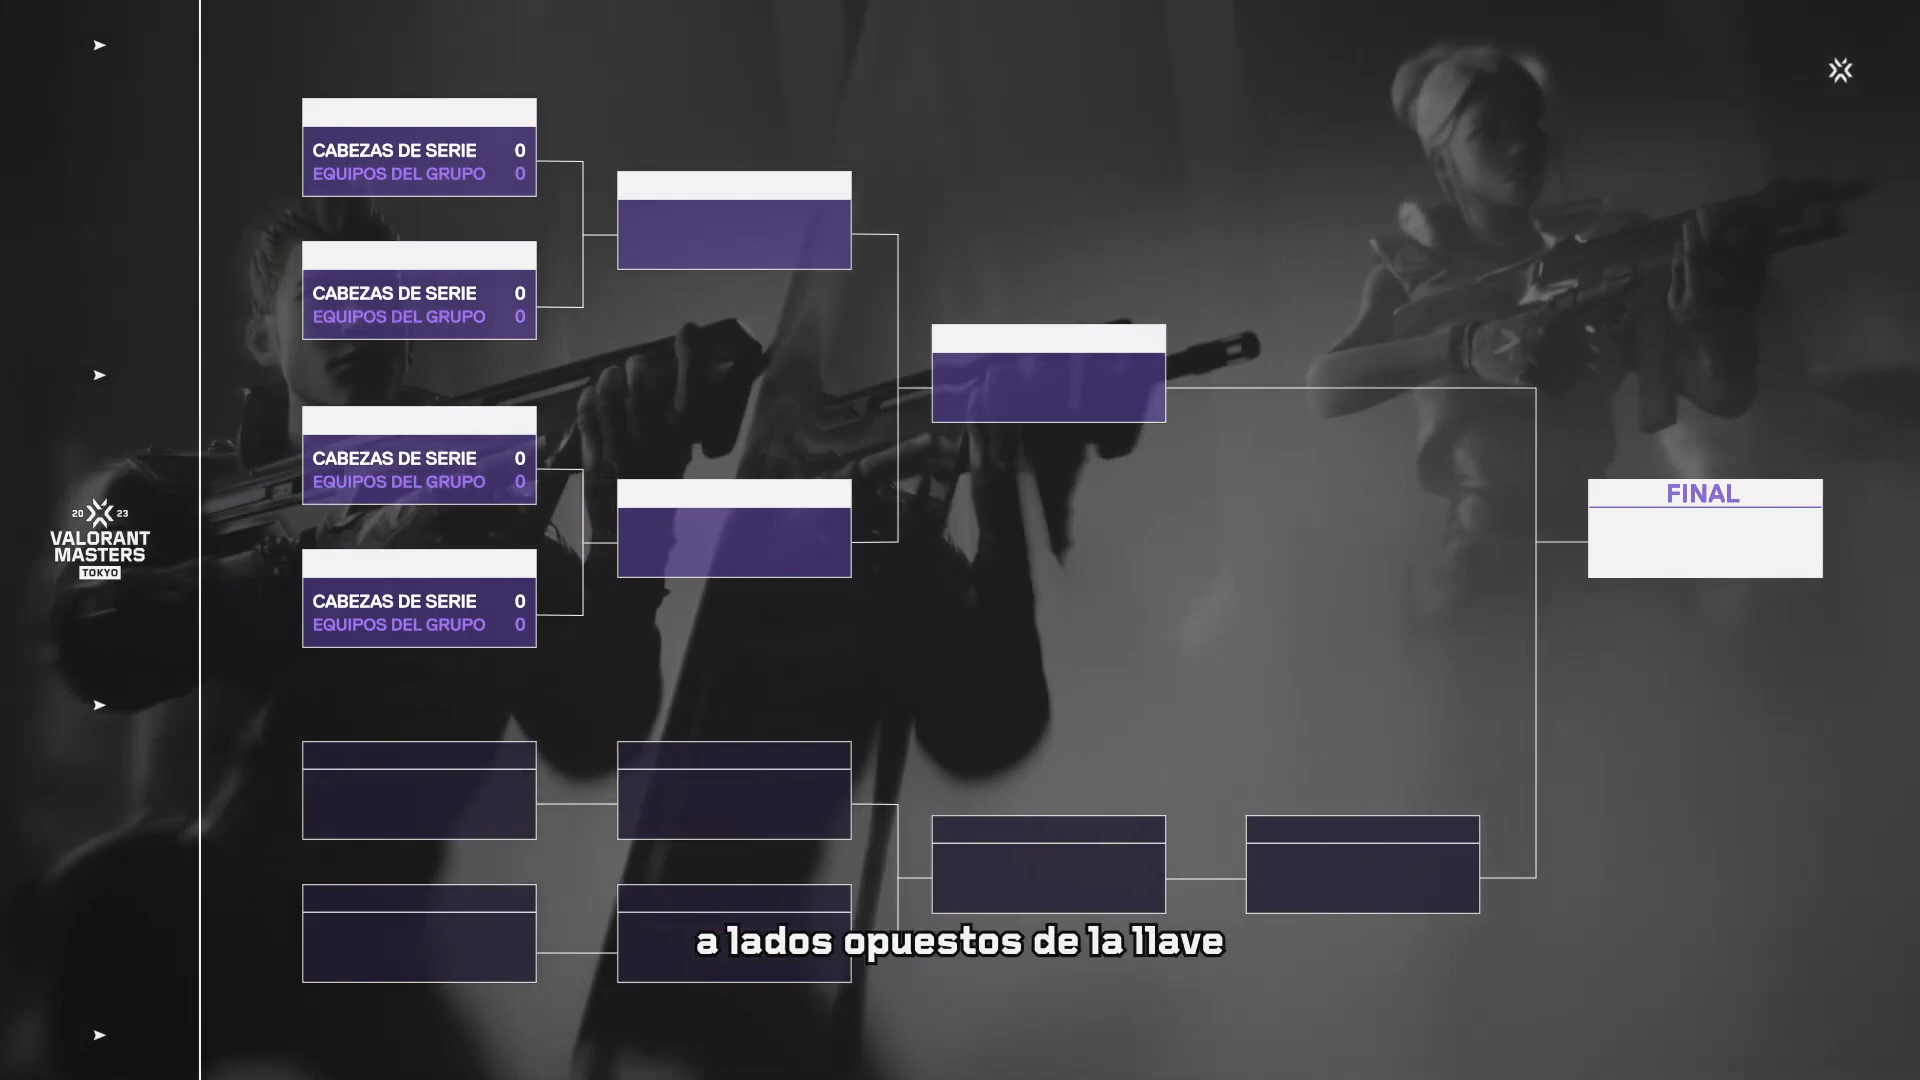 CABEZAS DE SERIE 0
EQUIPOS DEL GRUPO 0
CABEZAS DE SERIE 0
EQUIPOS DEL GRUPO 0
CABEZAS DE SERIE 0
EQUIPOS DEL GRUPO 0
CABEZAS DE SERIE 0
EQUIPOS DEL GRUPO 0
FINAL
20 23
VALORANT
MASTERS
TOKYO
a lados opuestos de la llave